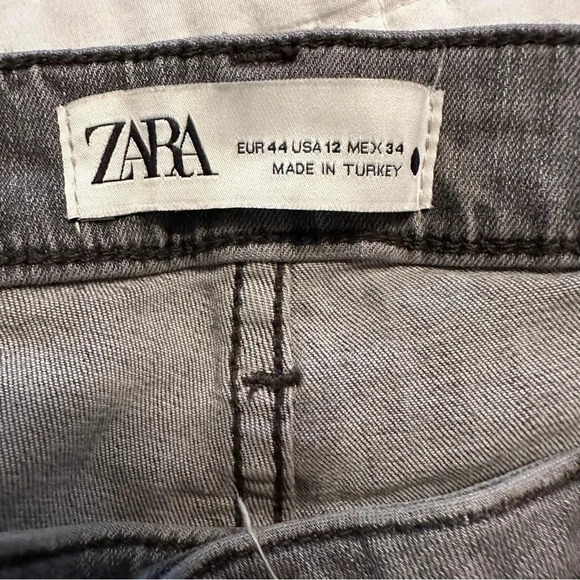 ZARA
EUR 44 USA 12 MEX 34
MADE IN TURKEY